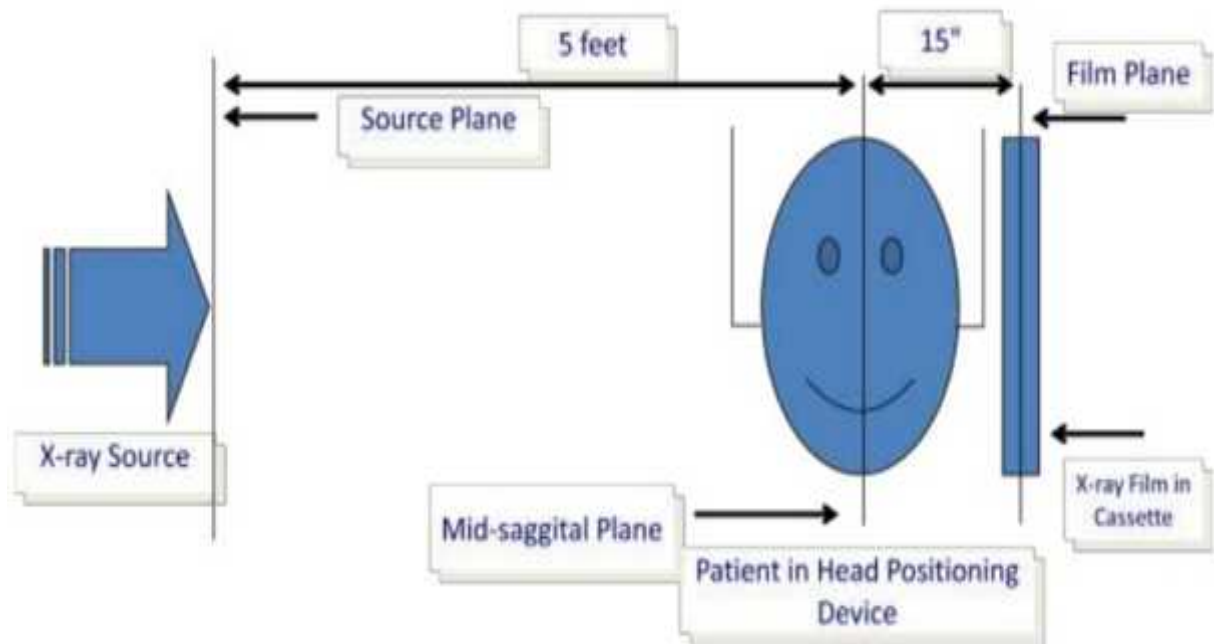 5 feet
15"
Film Plane
Source Plane
X-ray Source
X-ray Film in
Cassette
Mid-saggital Plane
Patient in Head Positioning
Device